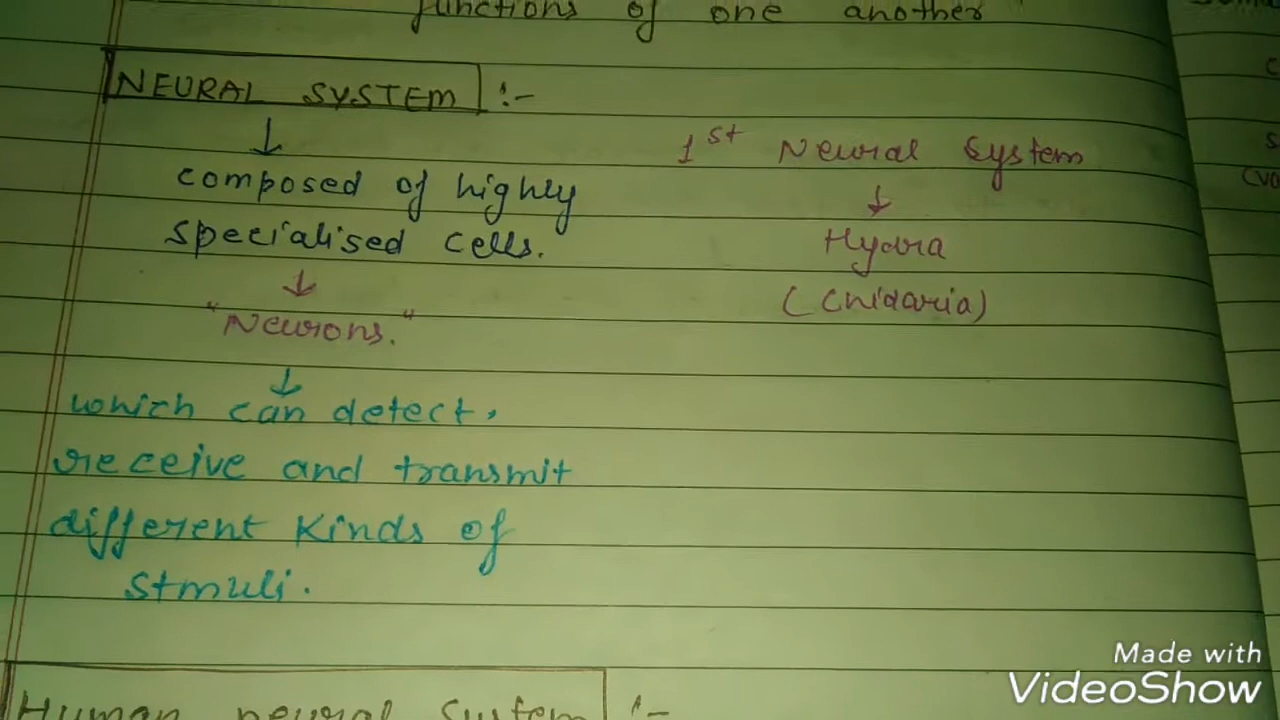 functions of one another
NEURAL SYSTEM :-
↓
composed of highly
specialised cells.
↓
"Neurons."
↓
which can detect,
receive and transmit
different kinds of
stmuli.
1st Neural System
↓
Hydra
(Cnidaria)
Human neural System :-
Made with
VideoShow